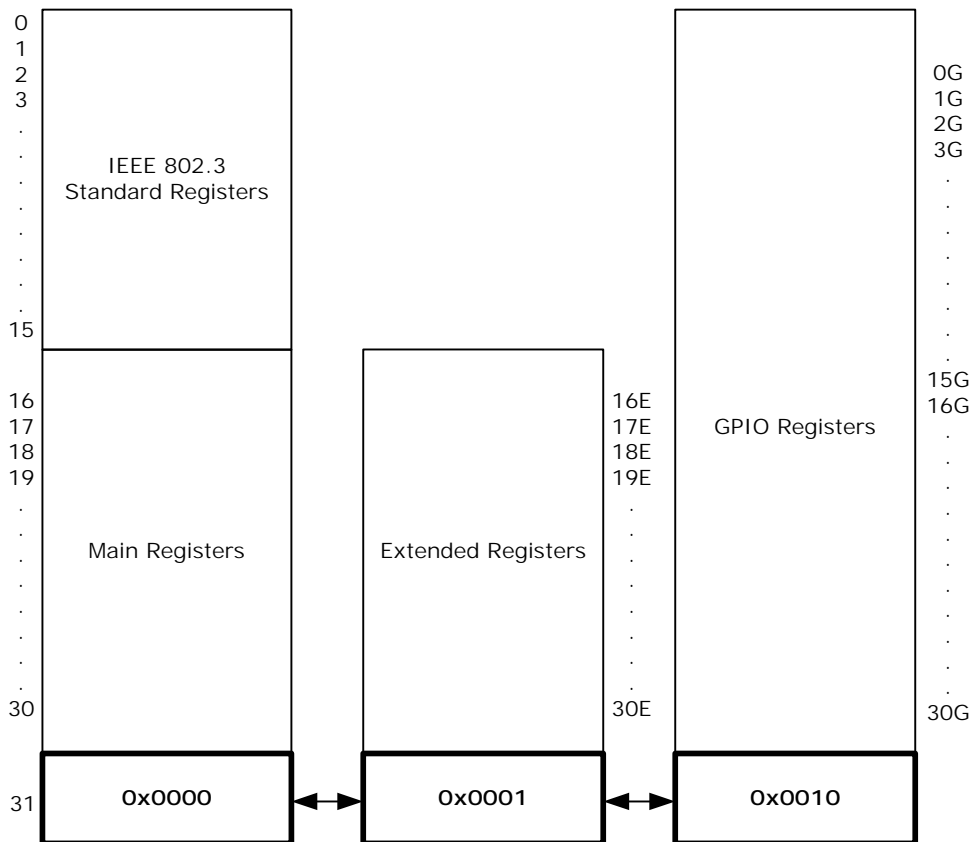 0
1
2
3
.
.
.
.
.
.
.
.
15
16
17
18
19
.
.
.
.
.
.
.
.
30
31
IEEE 802.3
Standard Registers
Main Registers
0x0000
Extended Registers
0x0001
16E
17E
18E
19E
.
.
.
.
.
.
.
.
30E
GPIO Registers
0x0010
0G
1G
2G
3G
.
.
.
.
.
.
.
.
15G
16G
.
.
.
.
.
.
.
.
.
.
.
30G